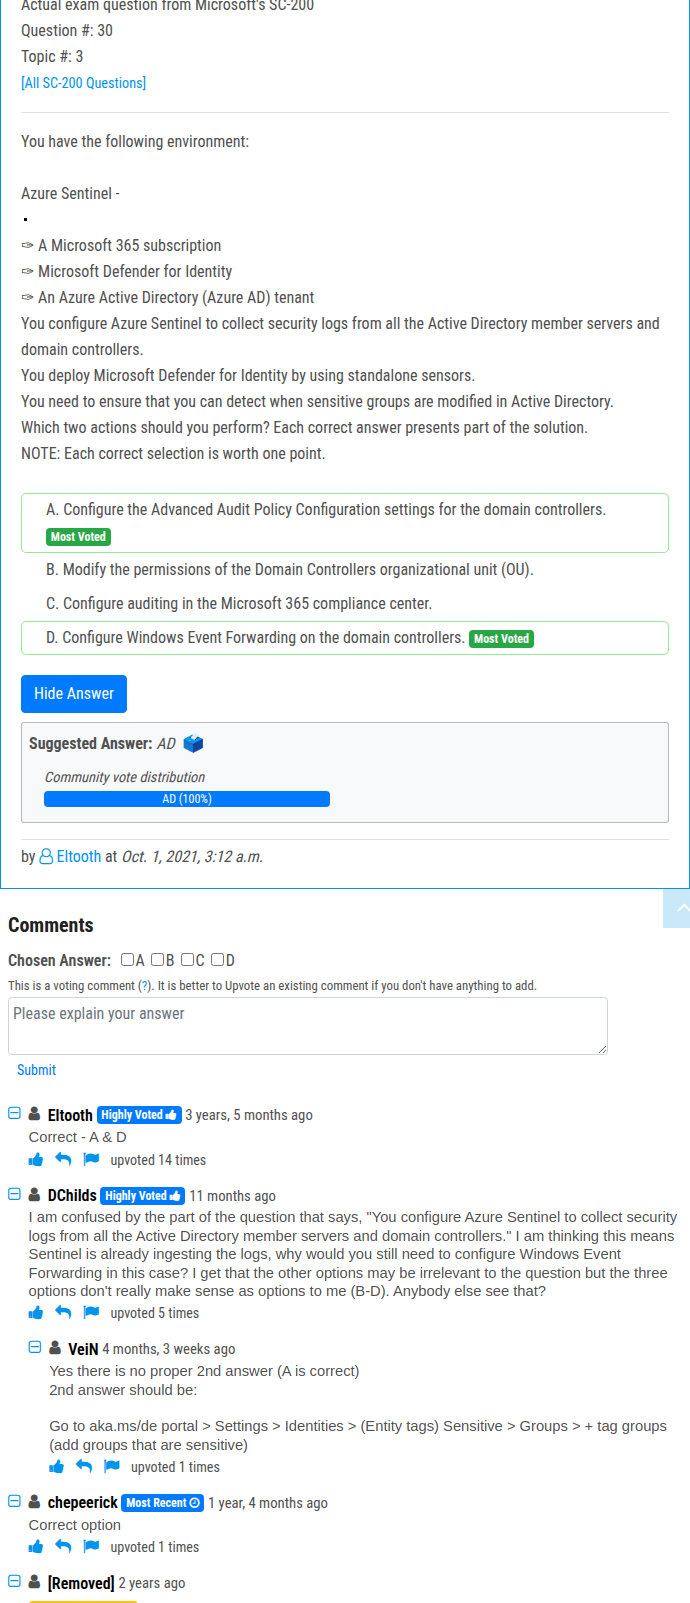 Actual exam question from Microsoft's SC-200
Question #: 30
Topic #: 3
[All SC-200 Questions]
You have the following environment:
Azure Sentinel -
▪
✑ A Microsoft 365 subscription
✑ Microsoft Defender for Identity
✑ An Azure Active Directory (Azure AD) tenant
You configure Azure Sentinel to collect security logs from all the Active Directory member servers and
domain controllers.
You deploy Microsoft Defender for Identity by using standalone sensors.
You need to ensure that you can detect when sensitive groups are modified in Active Directory.
Which two actions should you perform? Each correct answer presents part of the solution.
NOTE: Each correct selection is worth one point.
A. Configure the Advanced Audit Policy Configuration settings for the domain controllers.
Most Voted
B. Modify the permissions of the Domain Controllers organizational unit (OU).
C. Configure auditing in the Microsoft 365 compliance center.
D. Configure Windows Event Forwarding on the domain controllers. Most Voted
Hide Answer
Suggested Answer: AD
Community vote distribution
AD (100%)
by Eltooth at Oct. 1, 2021, 3:12 a.m.
Comments
Chosen Answer: A B C D
This is a voting comment (?). It is better to Upvote an existing comment if you don't have anything to add.
Please explain your answer
Submit
Eltooth Highly Voted 3 years, 5 months ago
Correct - A & D
upvoted 14 times
DChilds Highly Voted 11 months ago
I am confused by the part of the question that says, "You configure Azure Sentinel to collect security
logs from all the Active Directory member servers and domain controllers." I am thinking this means
Sentinel is already ingesting the logs, why would you still need to configure Windows Event
Forwarding in this case? I get that the other options may be irrelevant to the question but the three
options don't really make sense as options to me (B-D). Anybody else see that?
upvoted 5 times
VeiN 4 months, 3 weeks ago
Yes there is no proper 2nd answer (A is correct)
2nd answer should be:
Go to aka.ms/de portal > Settings > Identities > (Entity tags) Sensitive > Groups > + tag groups
(add groups that are sensitive)
upvoted 1 times
chepeerick Most Recent 1 year, 4 months ago
Correct option
upvoted 1 times
[Removed] 2 years ago